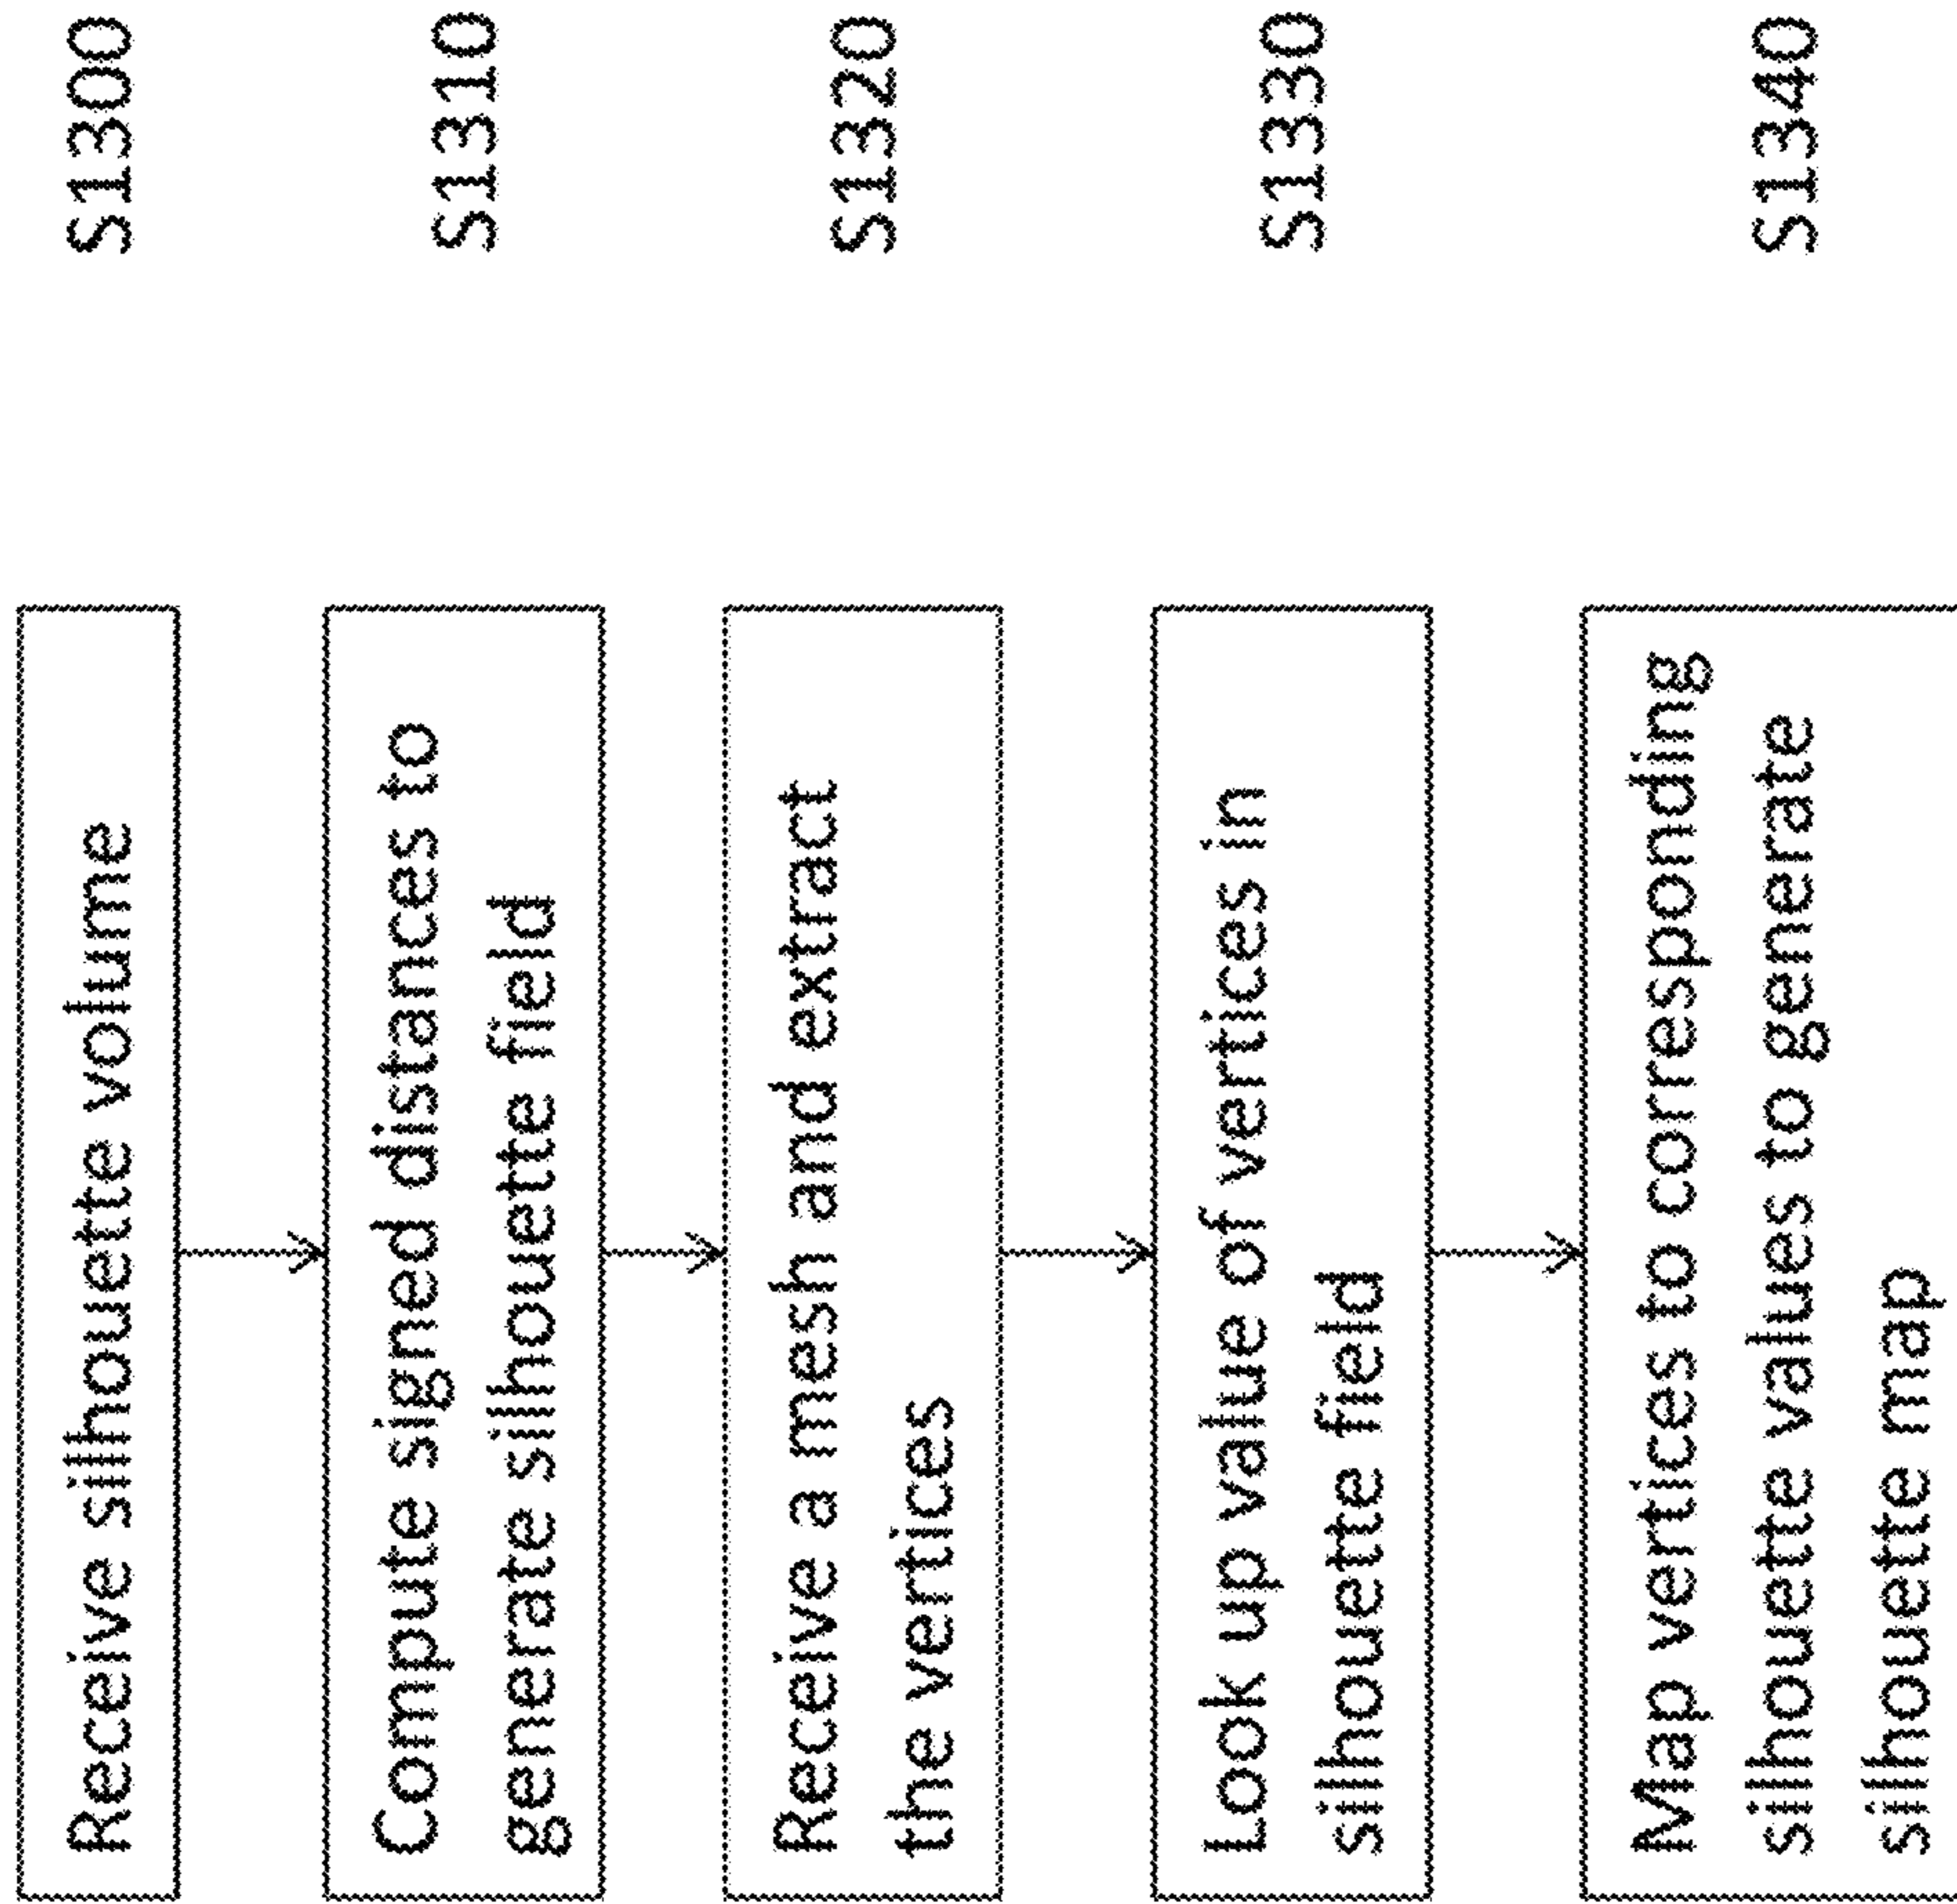 Receive silhouette volume
S1300
Compute signed distances to
generate silhouette field
S1310
Receive a mesh and extract
the vertices
S1320
Look up value of vertices in
silhouette field
S1330
Map vertices to corresponding
silhouette values to generate
silhouette map
S1340